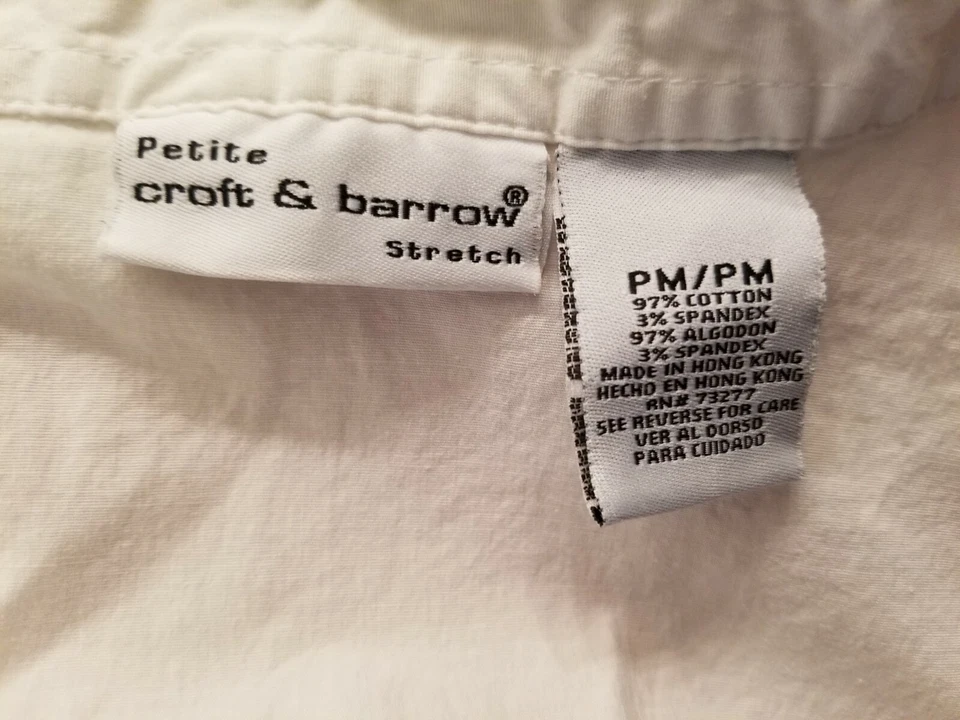 Petite
croft & barrow®
Stretch
PM/PM
97% COTTON
3% SPANDEX
97% ALGODON
3% SPANDEX
MADE IN HONG KONG
HECHO EN HONG KONG
RN# 73277
SEE REVERSE FOR CARE
VER AL DORSO
PARA CUIDADO